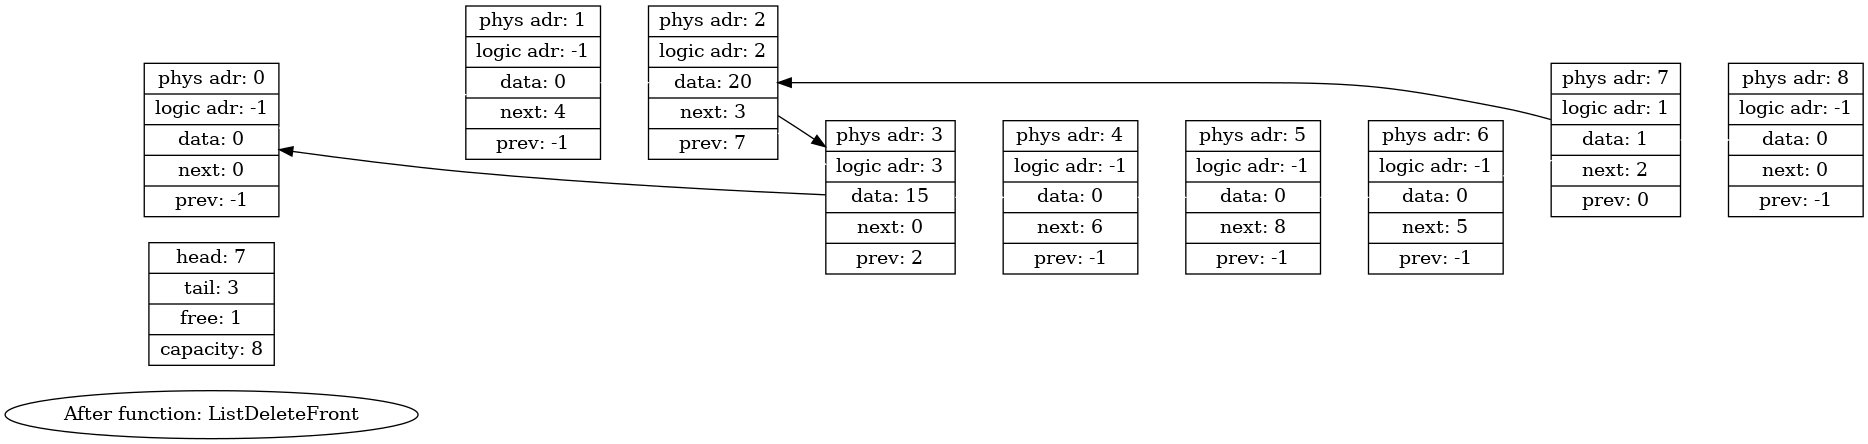 phys adr: 0
logic adr: -1
data: 0
next: 0
prev: -1
head: 7
tail: 3
free: 1
capacity: 8
After function: ListDeleteFront
phys adr: 1
logic adr: -1
data: 0
next: 4
prev: -1
phys adr: 2
logic adr: 2
data: 20
next: 3
prev: 7
phys adr: 3
logic adr: 3
data: 15
next: 0
prev: 2
phys adr: 4
logic adr: -1
data: 0
next: 6
prev: -1
phys adr: 5
logic adr: -1
data: 0
next: 8
prev: -1
phys adr: 6
logic adr: -1
data: 0
next: 5
prev: -1
phys adr: 7
logic adr: 1
data: 1
next: 2
prev: 0
phys adr: 8
logic adr: -1
data: 0
next: 0
prev: -1